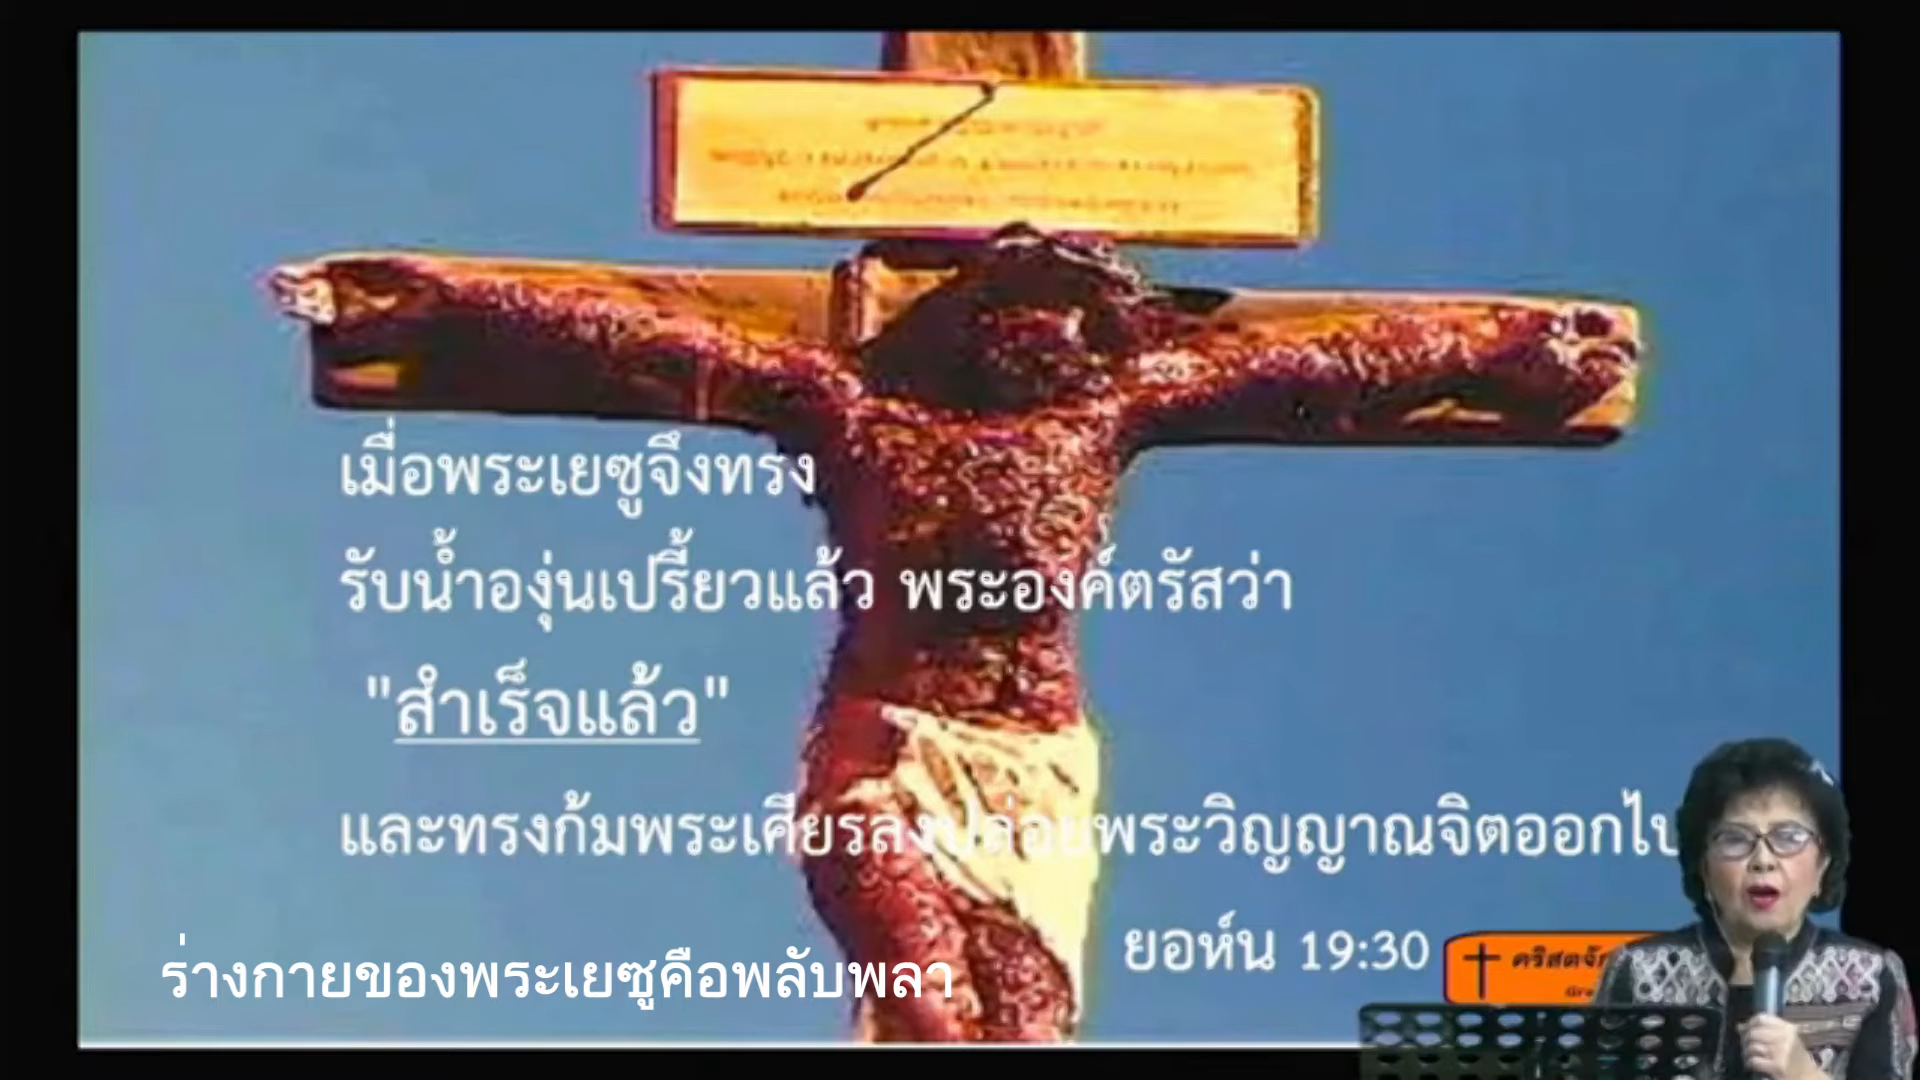 เมื่อพระเยซูจึงทรง
รับน้ำองุ่นเปรี้ยวแล้ว พระองค์ตรัสว่า
"สำเร็จแล้ว"
และทรงก้มพระเศียรลงปล่อยพระวิญญาณจิตออกไป
ยอห์น 19:30
ร่างกายของพระเยซูคือพลับพลา